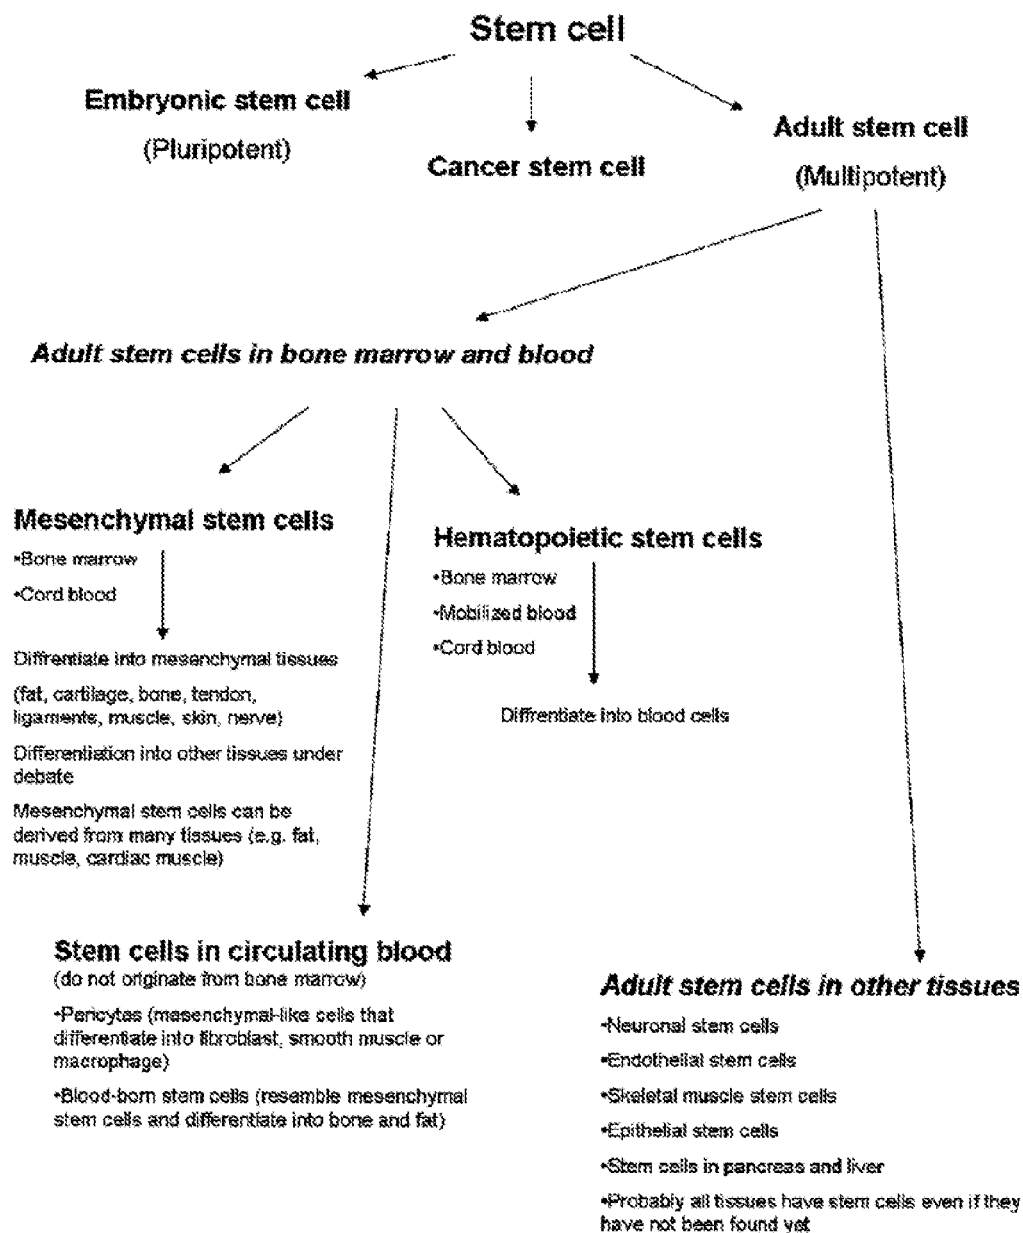 Stem cell
Embryonic stem cell
(Pluripotent)
Cancer stem cell
Adult stem cell
(Multipotent)
Adult stem cells in bone marrow and blood
Mesenchymal stem cells
•Bone marrow
•Cord blood
Diffrentiate into mesenchymal tissues
(fat, cartilage, bone, tendon,
ligaments, muscle, skin, nerve)
Differentiation into other tissues under
debate
Mesenchymal stem cells can be
derived from many tissues (e.g. fat,
muscle, cardiac muscle)
Hematopoietic stem cells
•Bone marrow
•Mobilized blood
•Cord blood
Diffrentiate into blood cells
Stem cells in circulating blood
(do not originate from bone marrow)
•Pericytes (mesenchymal-like cells that
differentiate into fibroblast, smooth muscle or
macrophage)
•Blood-born stem cells (resemble mesenchymal
stem cells and differentiate into bone and fat)
Adult stem cells in other tissues
•Neuronal stem cells
•Endothelial stem cells
•Skeletal muscle stem cells
•Epithelial stem cells
•Stem cells in pancreas and liver
•Probably all tissues have stem cells even if they
have not been found yet